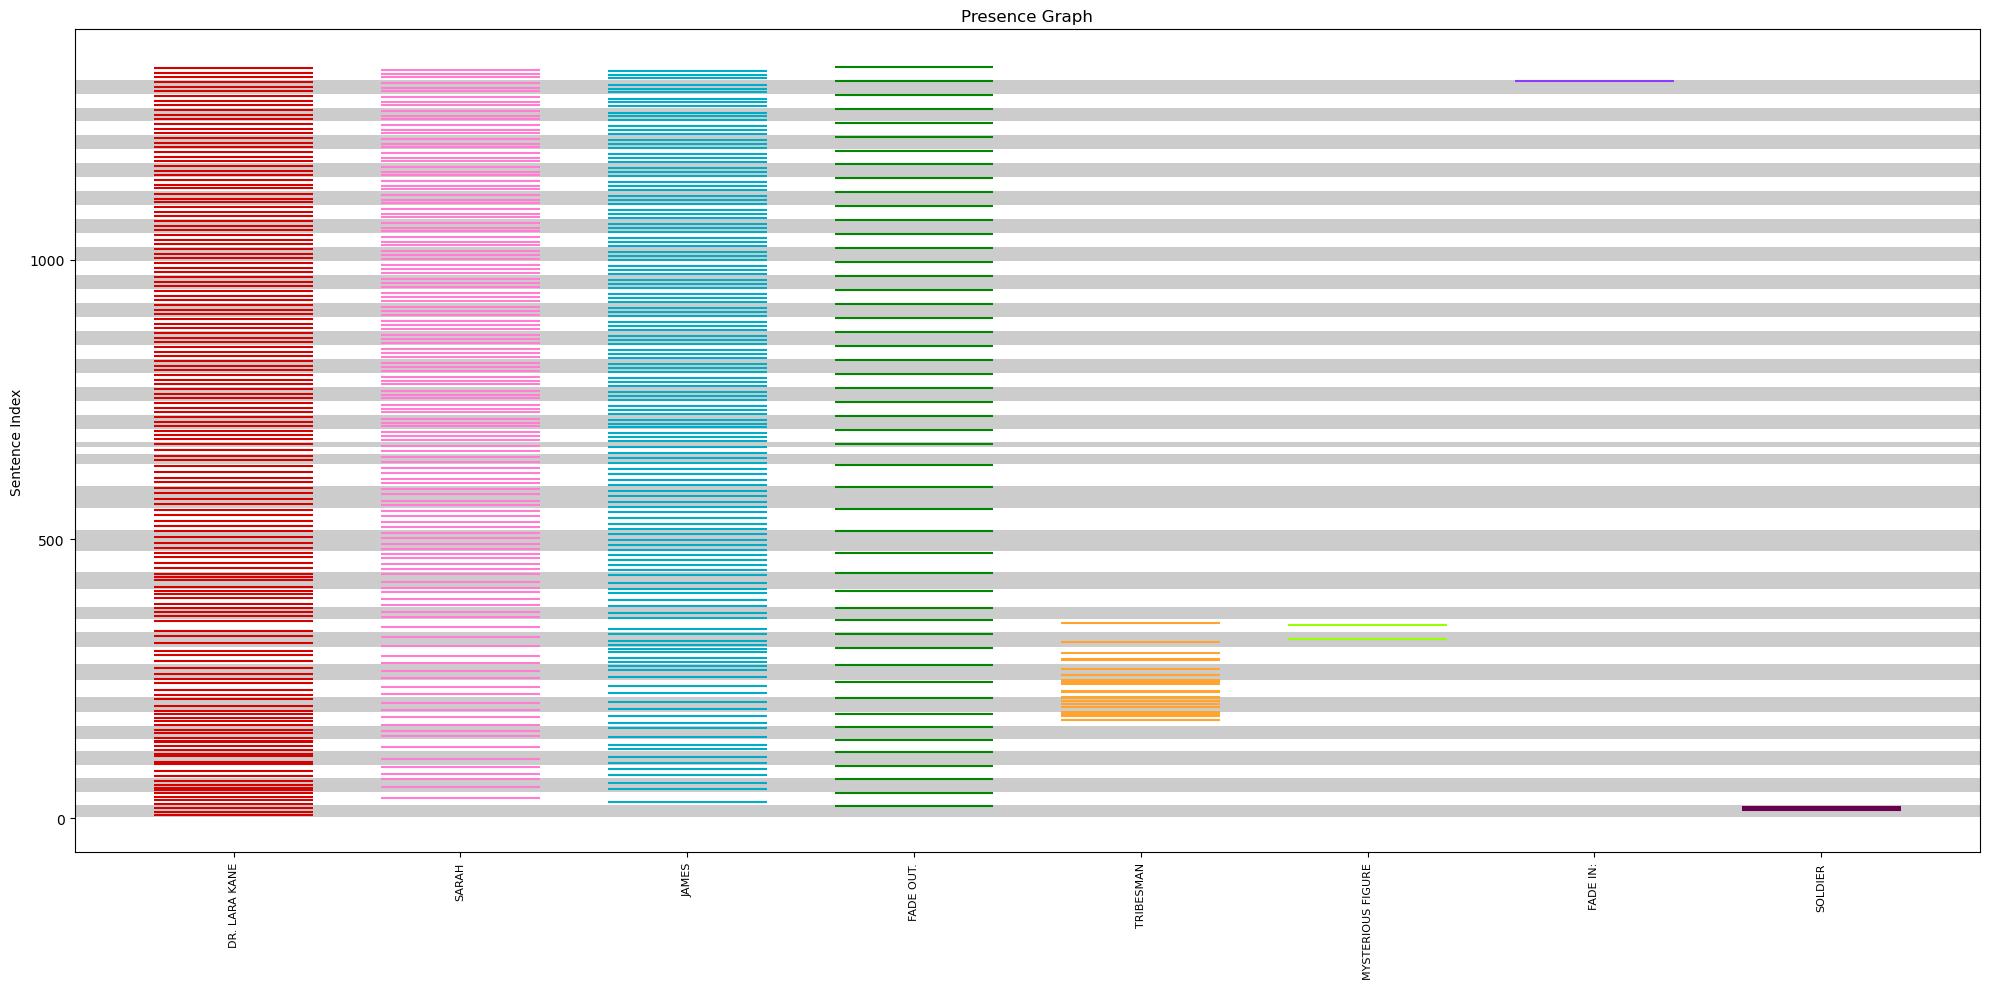 Presence Graph
Sentence Index
1000
500
0
DR. LARA KANE
SARAH
JAMES
FADE OUT.
TRIBESMAN
MYSTERIOUS FIGURE
FADE IN:
SOLDIER